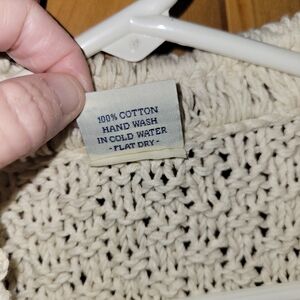 100% COTTON
HAND WASH
IN COLD WATER
- FLAT DRY -